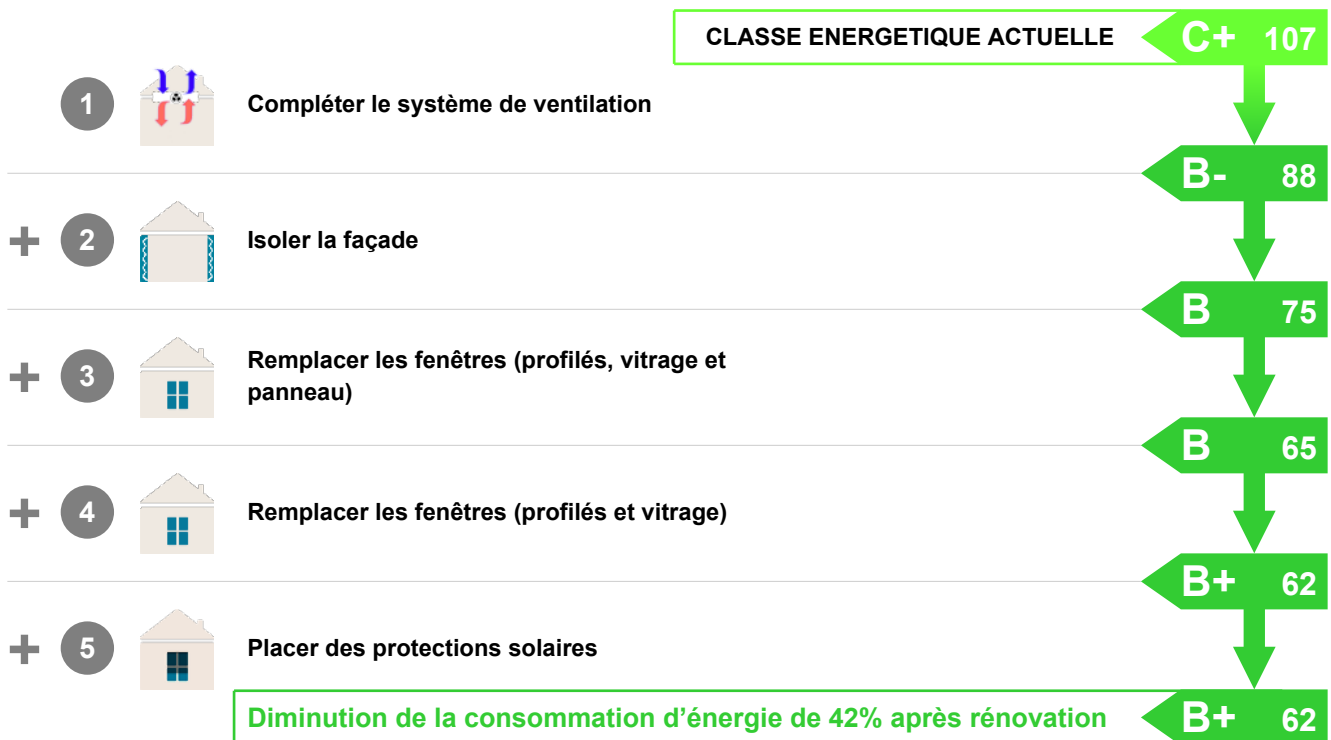 CLASSE ENERGETIQUE ACTUELLE C+ 107
1 Compléter le système de ventilation
B- 88
+ 2 Isoler la façade
B 75
+ 3 Remplacer les fenêtres (profilés, vitrage et
panneau)
B 65
+ 4 Remplacer les fenêtres (profilés et vitrage)
B+ 62
+ 5 Placer des protections solaires
Diminution de la consommation d’énergie de 42% après rénovation B+ 62